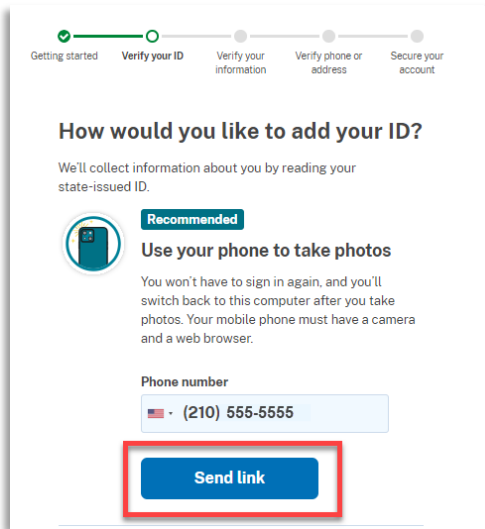 Getting started
Verify your ID
Verify your
information
Verify phone or
address
Secure your
account
How would you like to add your ID?
We'll collect information about you by reading your
state-issued ID.
Recommended
Use your phone to take photos
You won't have to sign in again, and you'll
switch back to this computer after you take
photos. Your mobile phone must have a camera
and a web browser.
Phone number
(210) 555-5555
Send link